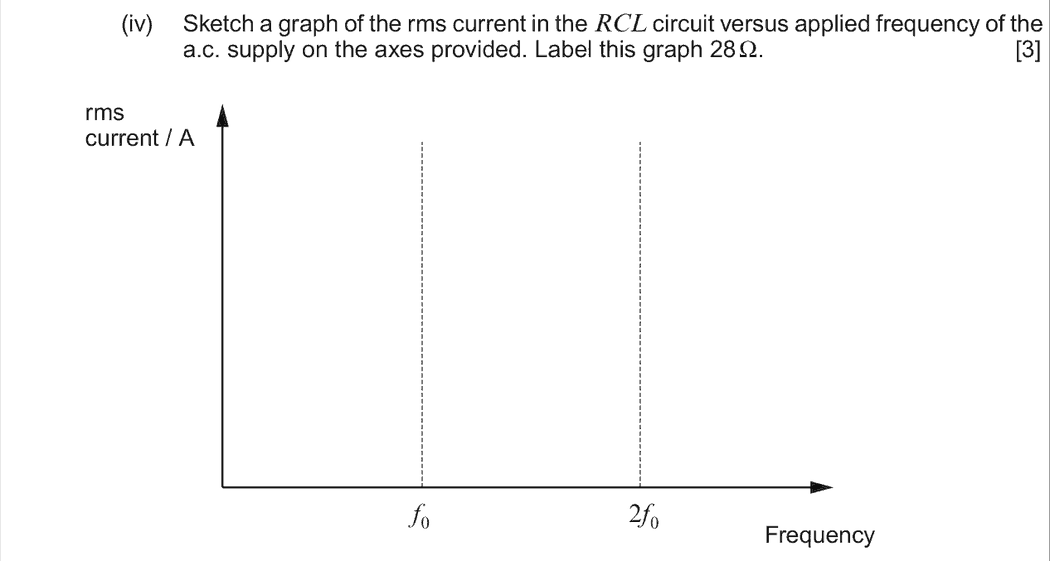 (iv) Sketch a graph of the rms current in the RCL circuit versus applied frequency of the
a.c. supply on the axes provided. Label this graph 28 Ω. [3]
rms
current / A
f₀ 2f₀
Frequency